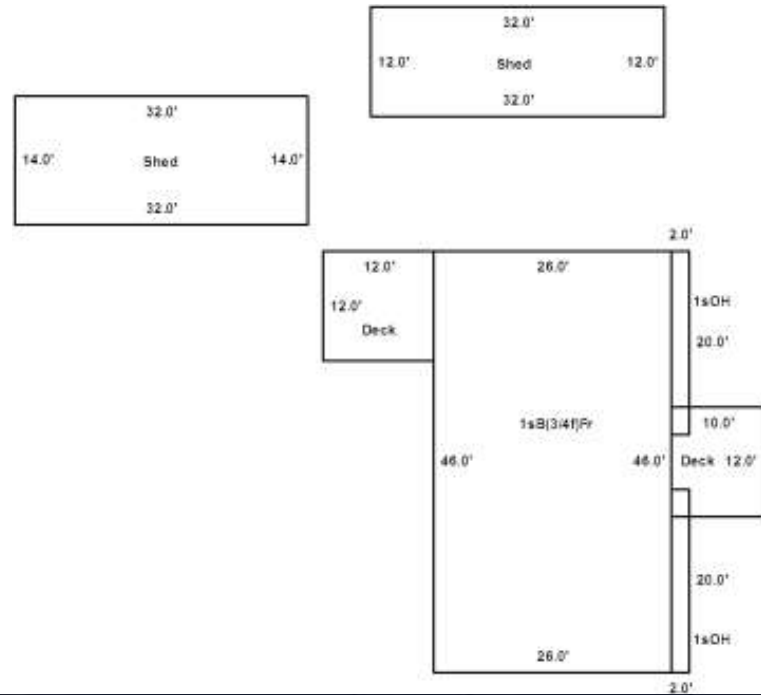 32.0'
12.0' Shed 12.0'
32.0'
32.0'
14.0' Shed 14.0'
32.0'
2.0'
12.0' 26.0'
12.0' 1sOH
Deck 20.0'
1sB(3/4f)Fr 10.0'
46.0' 46.0' Deck 12.0'
20.0'
1sOH
26.0'
2.0'